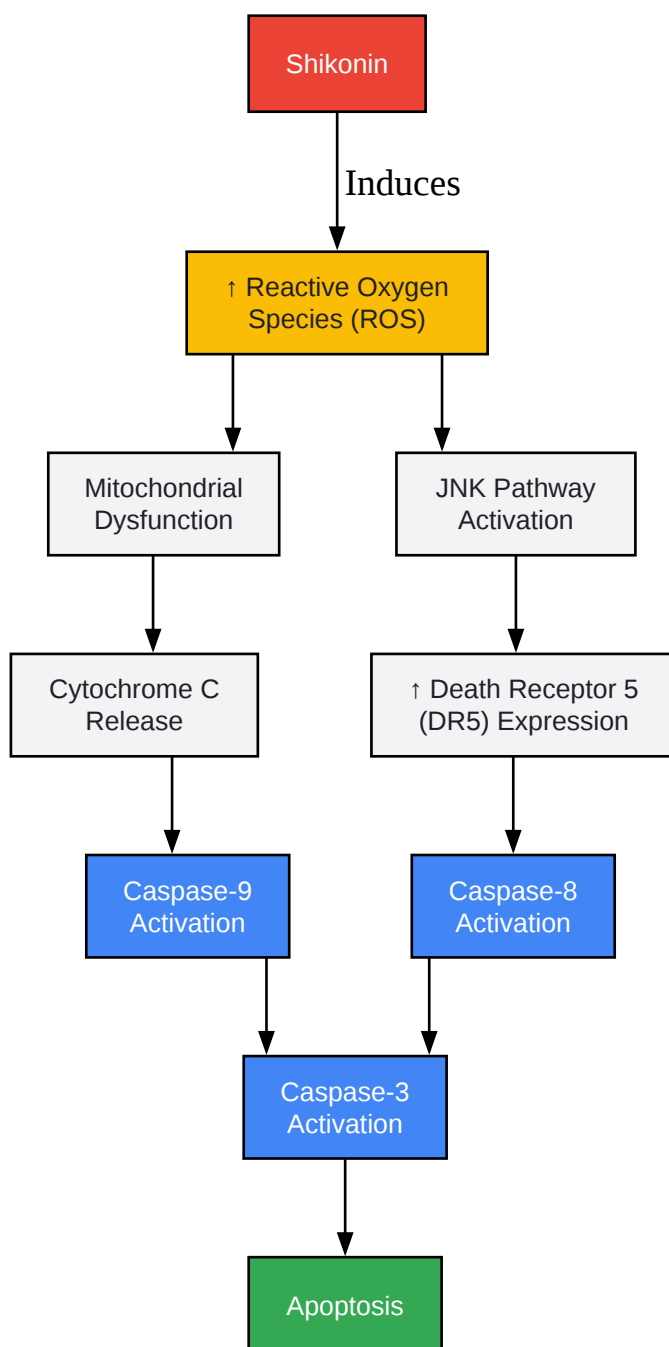 Shikonin
Induces
↑ Reactive Oxygen
Species (ROS)
Mitochondrial
Dysfunction
JNK Pathway
Activation
Cytochrome C
Release
↑ Death Receptor 5
(DR5) Expression
Caspase-9
Activation
Caspase-8
Activation
Caspase-3
Activation
Apoptosis